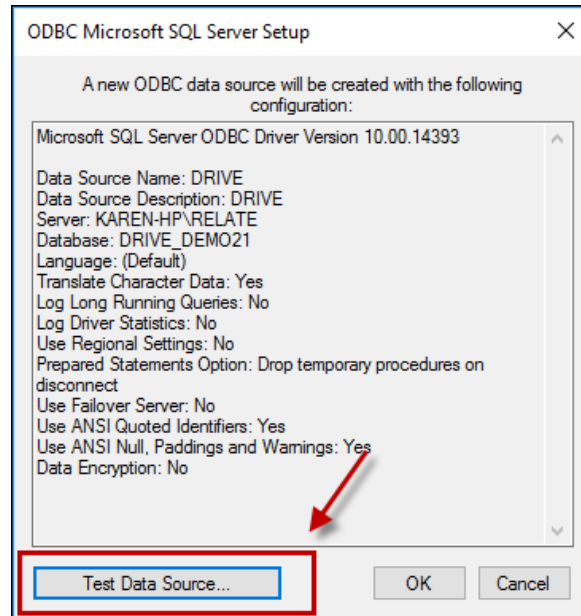 ODBC Microsoft SQL Server Setup
A new ODBC data source will be created with the following
configuration:
Microsoft SQL Server ODBC Driver Version 10.00.14393
Data Source Name: DRIVE
Data Source Description: DRIVE
Server: KAREN-HP\RELATE
Database: DRIVE_DEMO21
Language: (Default)
Translate Character Data: Yes
Log Long Running Queries: No
Log Driver Statistics: No
Use Regional Settings: No
Prepared Statements Option: Drop temporary procedures on
disconnect
Use Failover Server: No
Use ANSI Quoted Identifiers: Yes
Use ANSI Null, Paddings and Warnings: Yes
Data Encryption: No
Test Data Source...
OK
Cancel